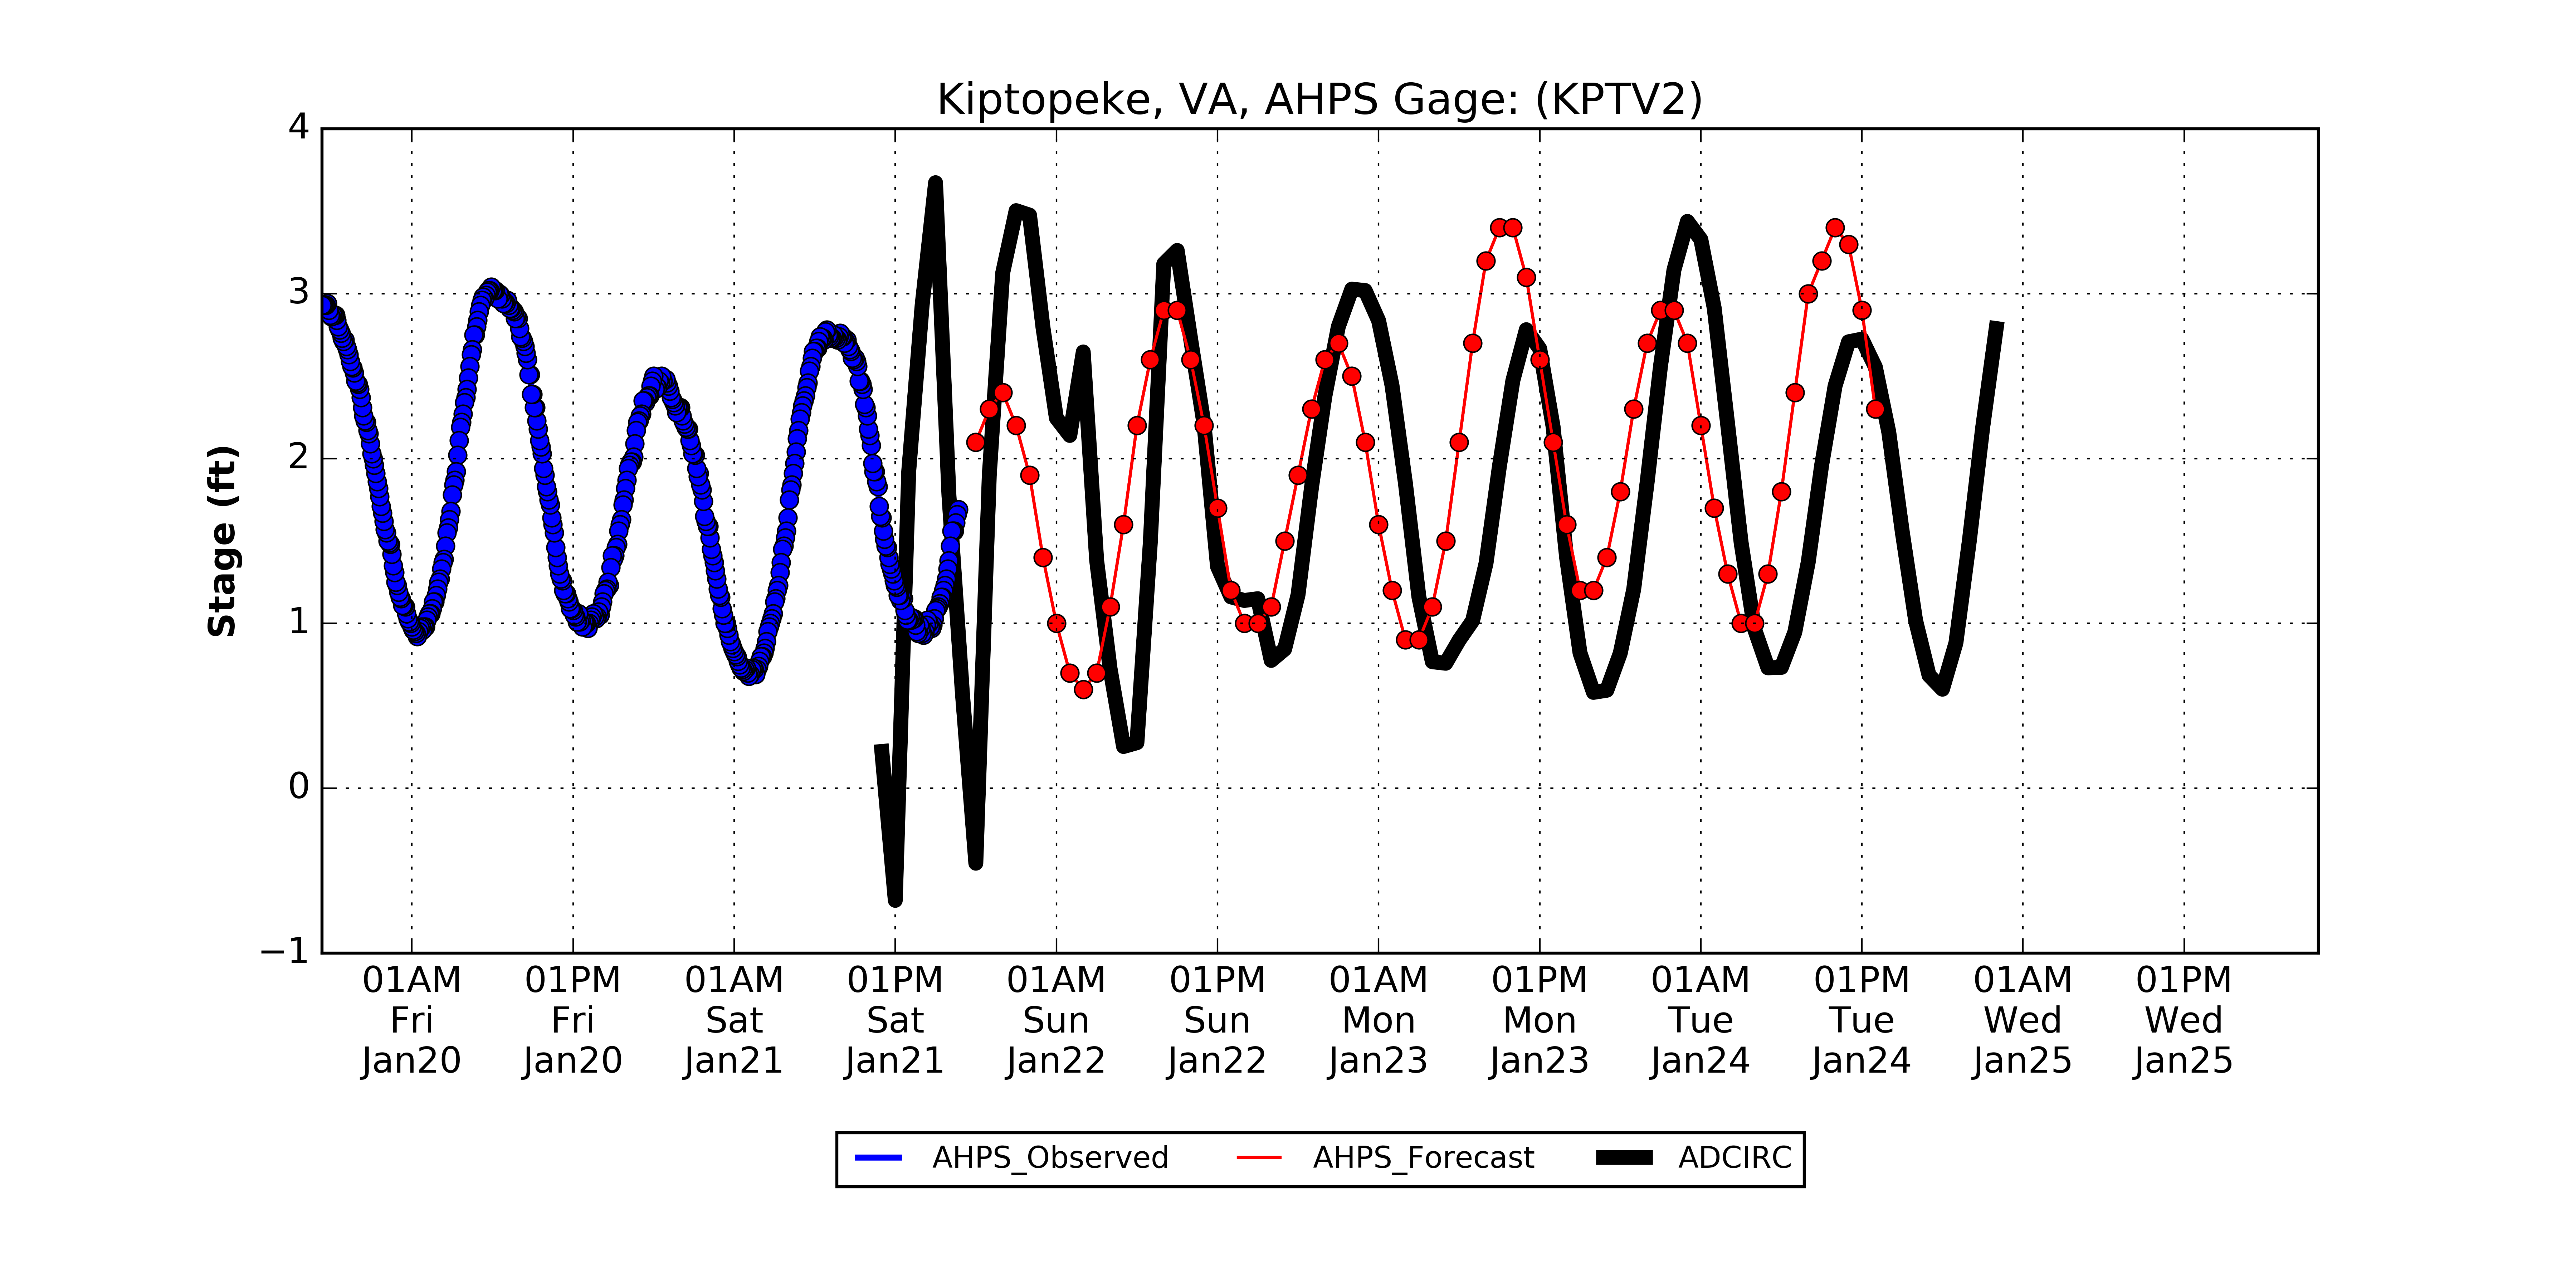 Kiptopeke, VA, AHPS Gage: (KPTV2)
4
3
2
1
0
−1
Stage (ft)
01AM 01PM 01AM 01PM 01AM 01PM 01AM 01PM 01AM 01PM 01AM 01PM
Fri Fri Sat Sat Sun Sun Mon Mon Tue Tue Wed Wed
Jan20 Jan20 Jan21 Jan21 Jan22 Jan22 Jan23 Jan23 Jan24 Jan24 Jan25 Jan25
AHPS_Observed AHPS_Forecast ADCIRC